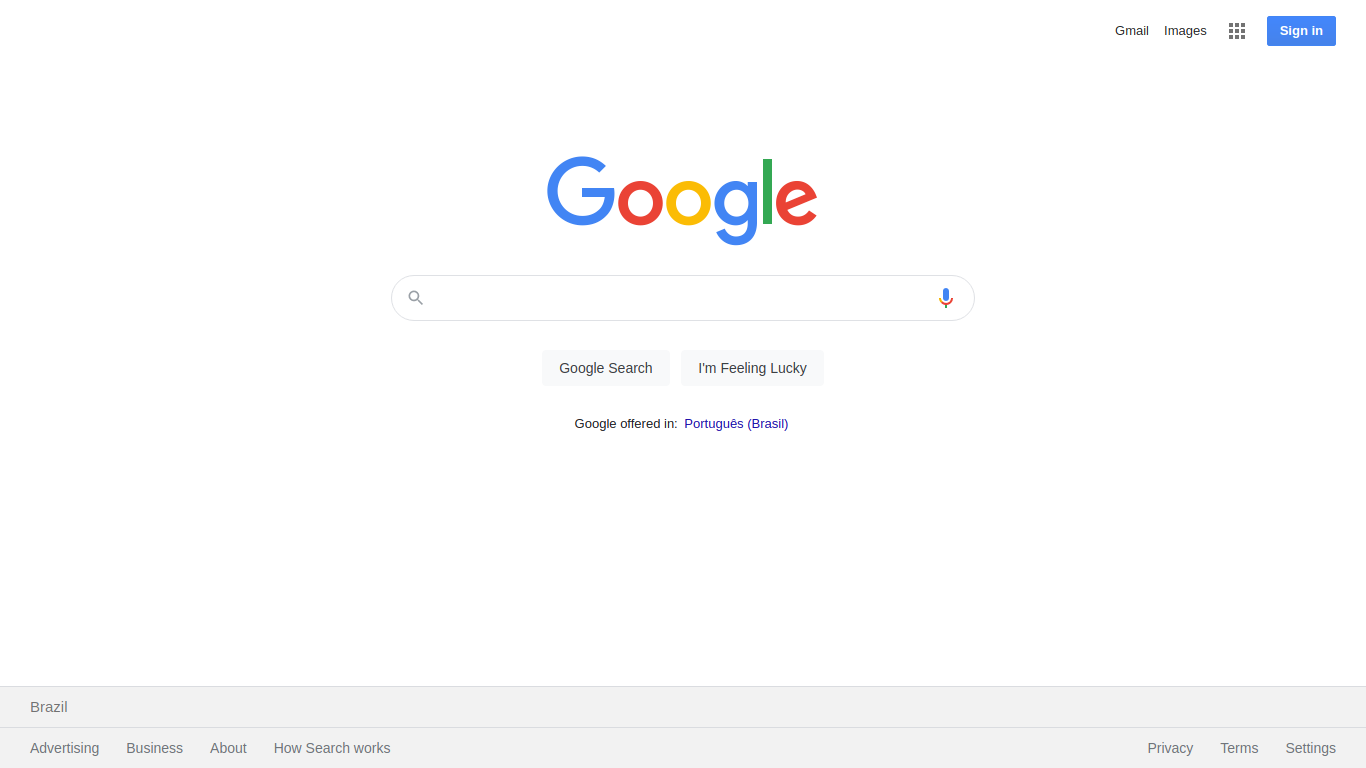 Gmail Images Sign in
Google
Google Search I'm Feeling Lucky
Google offered in: Português (Brasil)
Brazil
Advertising Business About How Search works Privacy Terms Settings